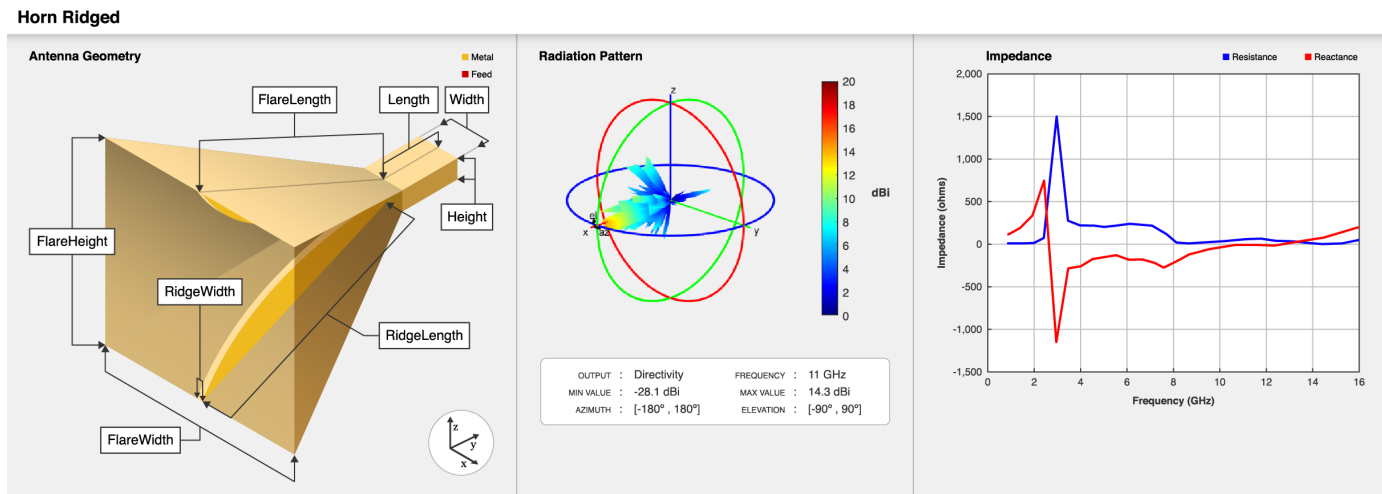 Horn Ridged
Antenna Geometry
Metal
Feed
FlareLength
Length
Width
Height
FlareHeight
RidgeWidth
RidgeLength
FlareWidth
z
y
x
Radiation Pattern
z
el
x
az
y
20
18
16
14
12
10
8
6
4
2
0
dBi
OUTPUT : Directivity
FREQUENCY : 11 GHz
MIN VALUE : -28.1 dBi
MAX VALUE : 14.3 dBi
AZIMUTH : [-180° , 180°]
ELEVATION : [-90° , 90°]
Impedance
Resistance
Reactance
2,000
1,500
1,000
500
0
-500
-1,000
-1,500
Impedance (ohms)
0 2 4 6 8 10 12 14 16
Frequency (GHz)